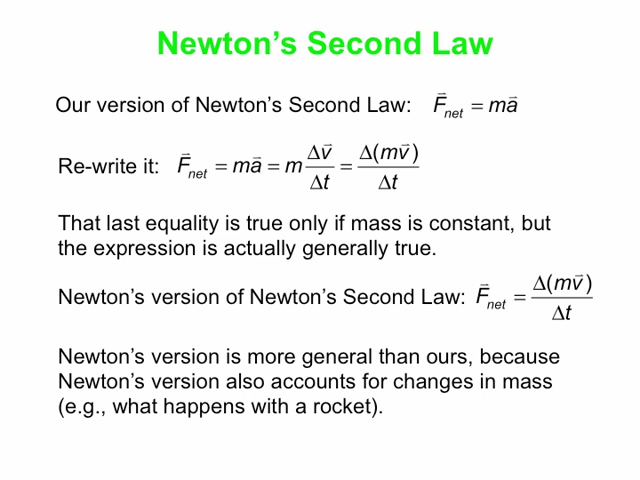 Newton's Second Law
Our version of Newton's Second Law: F⃗net = ma⃗
Re-write it: F⃗net = ma⃗ = m Δv⃗/Δt = Δ(mv⃗)/Δt
That last equality is true only if mass is constant, but
the expression is actually generally true.
Newton's version of Newton's Second Law: F⃗net = Δ(mv⃗)/Δt
Newton's version is more general than ours, because
Newton's version also accounts for changes in mass
(e.g., what happens with a rocket).